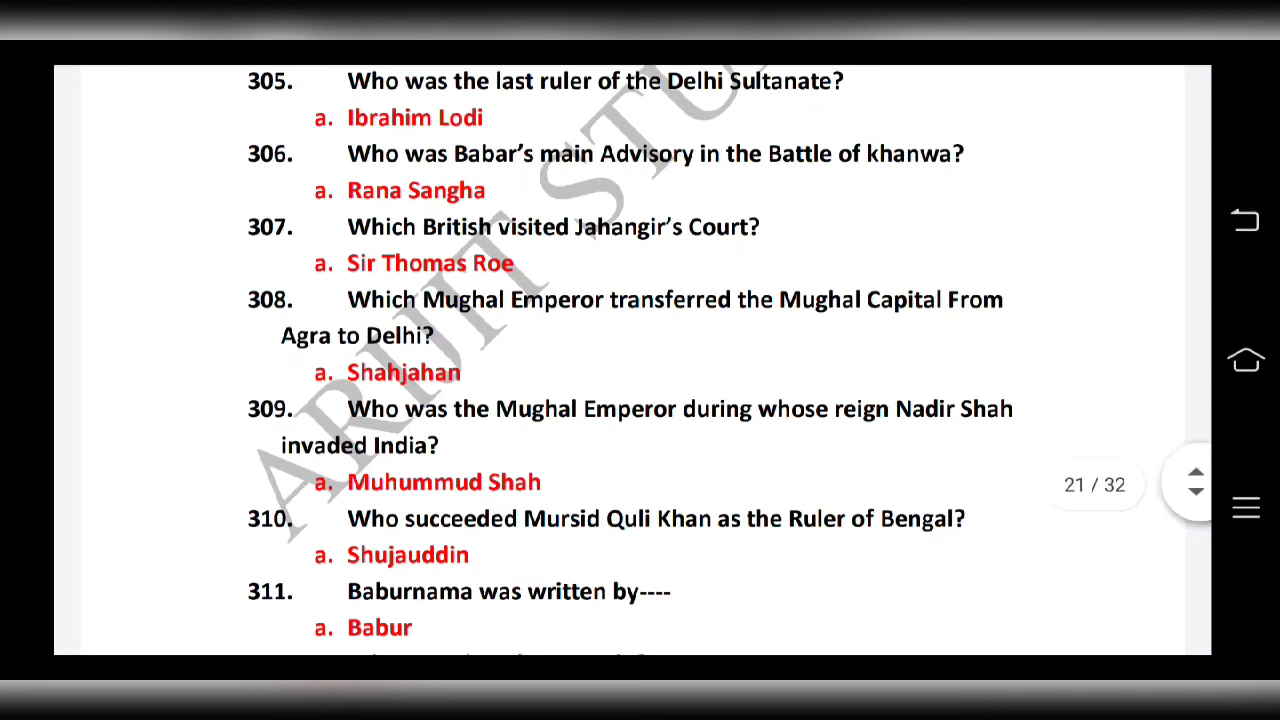 305. Who was the last ruler of the Delhi Sultanate?
a. Ibrahim Lodi
306. Who was Babar’s main Advisory in the Battle of khanwa?
a. Rana Sangha
307. Which British visited Jahangir’s Court?
a. Sir Thomas Roe
308. Which Mughal Emperor transferred the Mughal Capital From
Agra to Delhi?
a. Shahjahan
309. Who was the Mughal Emperor during whose reign Nadir Shah
invaded India?
a. Muhummud Shah
310. Who succeeded Mursid Quli Khan as the Ruler of Bengal?
a. Shujauddin
311. Baburnama was written by----
a. Babur
21 / 32
ARIJIT STU